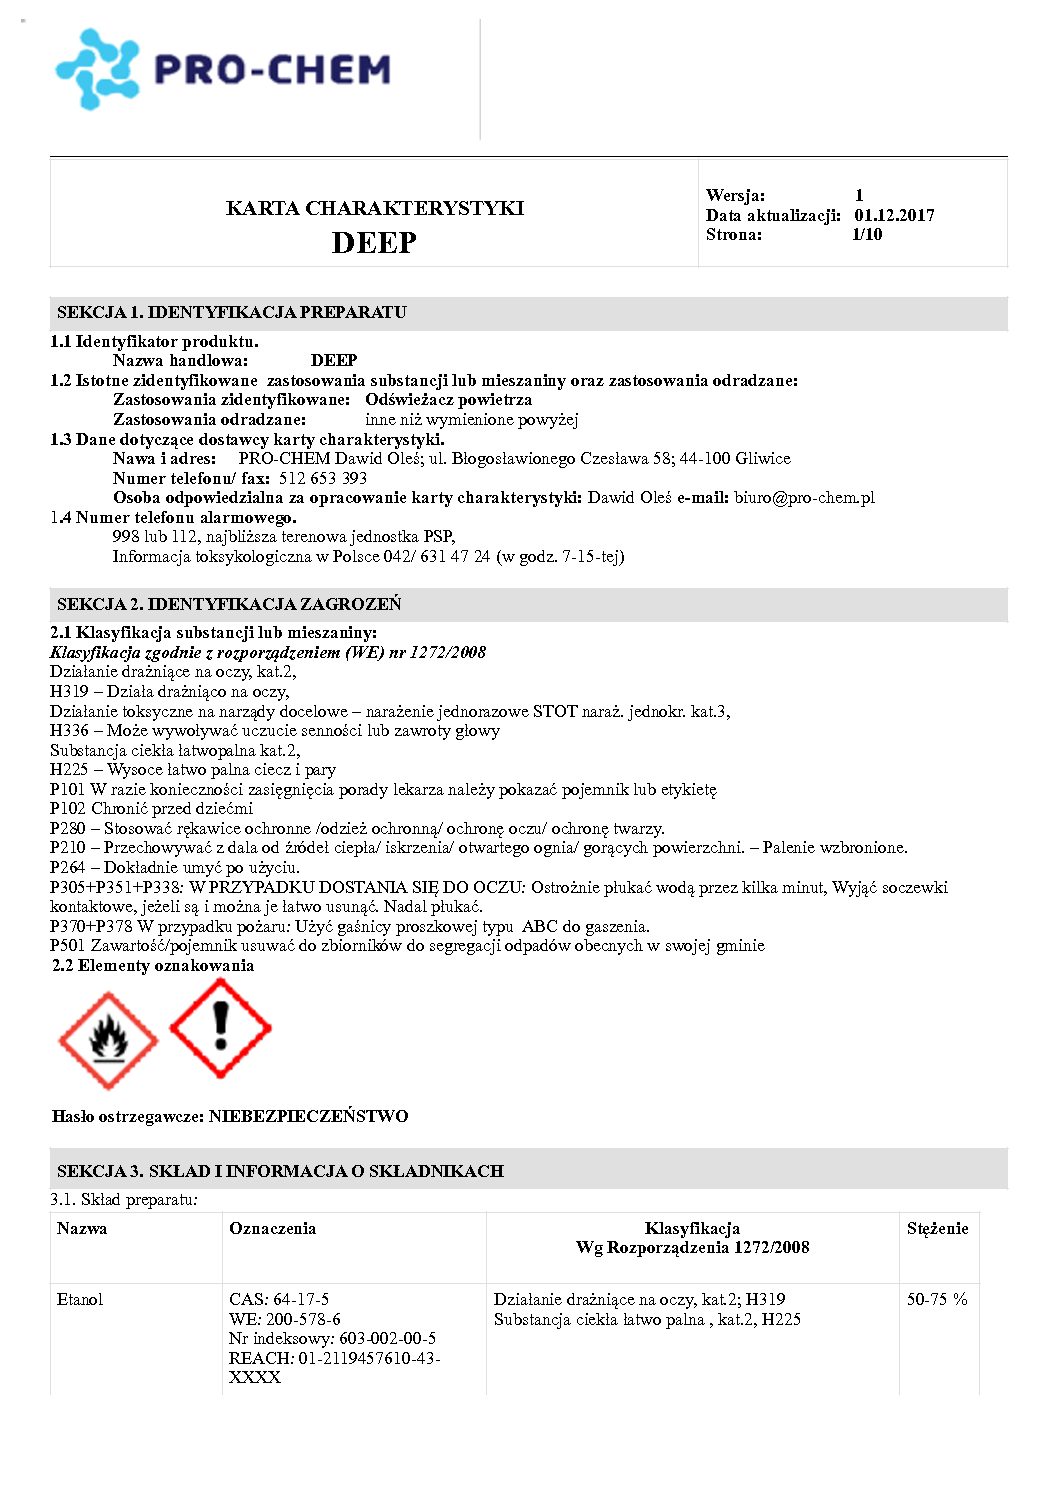 PRO-CHEM
KARTA CHARAKTERYSTYKI
DEEP
Wersja: 1
Data aktualizacji: 01.12.2017
Strona: 1/10
SEKCJA 1. IDENTYFIKACJA PREPARATU
1.1 Identyfikator produktu.
Nazwa handlowa: DEEP
1.2 Istotne zidentyfikowane zastosowania substancji lub mieszaniny oraz zastosowania odradzane:
Zastosowania zidentyfikowane: Odświeżacz powietrza
Zastosowania odradzane: inne niż wymienione powyżej
1.3 Dane dotyczące dostawcy karty charakterystyki.
Nawa i adres: PRO-CHEM Dawid Oleś; ul. Błogosławionego Czesława 58; 44-100 Gliwice
Numer telefonu/ fax: 512 653 393
Osoba odpowiedzialna za opracowanie karty charakterystyki: Dawid Oleś e-mail: biuro@pro-chem.pl
1.4 Numer telefonu alarmowego.
998 lub 112, najbliższa terenowa jednostka PSP,
Informacja toksykologiczna w Polsce 042/ 631 47 24 (w godz. 7-15-tej)
SEKCJA 2. IDENTYFIKACJA ZAGROZEŃ
2.1 Klasyfikacja substancji lub mieszaniny:
Klasyfikacja zgodnie z rozporządzeniem (WE) nr 1272/2008
Działanie drażniące na oczy, kat.2,
H319 – Działa drażniąco na oczy,
Działanie toksyczne na narządy docelowe – narażenie jednorazowe STOT naraż. jednokr. kat.3,
H336 – Może wywoływać uczucie senności lub zawroty głowy
Substancja ciekła łatwopalna kat.2,
H225 – Wysoce łatwo palna ciecz i pary
P101 W razie konieczności zasięgnięcia porady lekarza należy pokazać pojemnik lub etykietę
P102 Chronić przed dziećmi
P280 – Stosować rękawice ochronne /odzież ochronną/ ochronę oczu/ ochronę twarzy.
P210 – Przechowywać z dala od źródeł ciepła/ iskrzenia/ otwartego ognia/ gorących powierzchni. – Palenie wzbronione.
P264 – Dokładnie umyć po użyciu.
P305+P351+P338: W PRZYPADKU DOSTANIA SIĘ DO OCZU: Ostrożnie płukać wodą przez kilka minut, Wyjąć soczewki
kontaktowe, jeżeli są i można je łatwo usunąć. Nadal płukać.
P370+P378 W przypadku pożaru: Użyć gaśnicy proszkowej typu ABC do gaszenia.
P501 Zawartość/pojemnik usuwać do zbiorników do segregacji odpadów obecnych w swojej gminie
2.2 Elementy oznakowania
Hasło ostrzegawcze: NIEBEZPIECZEŃSTWO
SEKCJA 3. SKŁAD I INFORMACJA O SKŁADNIKACH
3.1. Skład preparatu:
Nazwa Oznaczenia Klasyfikacja Stężenie
Wg Rozporządzenia 1272/2008
Etanol CAS: 64-17-5 Działanie drażniące na oczy, kat.2; H319 50-75 %
WE: 200-578-6 Substancja ciekła łatwo palna , kat.2, H225
Nr indeksowy: 603-002-00-5
REACH: 01-2119457610-43-
XXXX